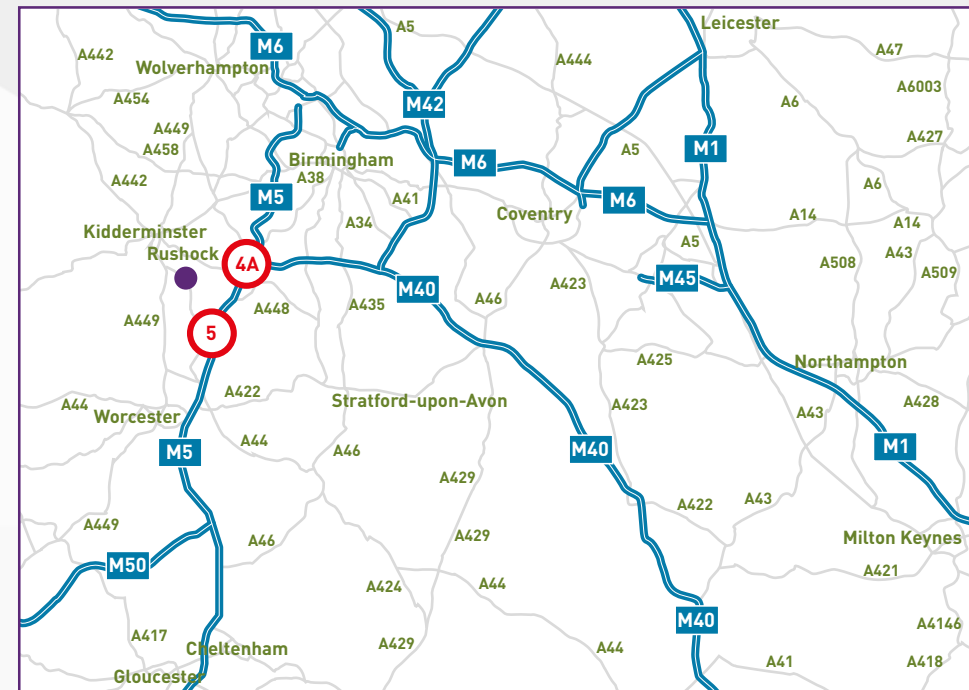 Leicester
A5
M6
A442
A47
A444
Wolverhampton
A6003
A454
A6
M42
A449
A427
A458
M1
A5
Birmingham
M6
A38
A442
A6
M5
A41
M6
Coventry
A14
A34
A14
Kidderminster
A5
A43
Rushock
4A
A508
A509
M45
A423
M40
A46
A448
A435
A449
5
A425
Northampton
A422
A44
Stratford-upon-Avon
A423
A428
Worcester
A43
A44
M5
A46
M40
M1
A429
A422
A43
A449
A429
A46
Milton Keynes
M50
A421
A424
A44
M40
A4146
A417
A429
Cheltenham
A44
A41
A418
Gloucester